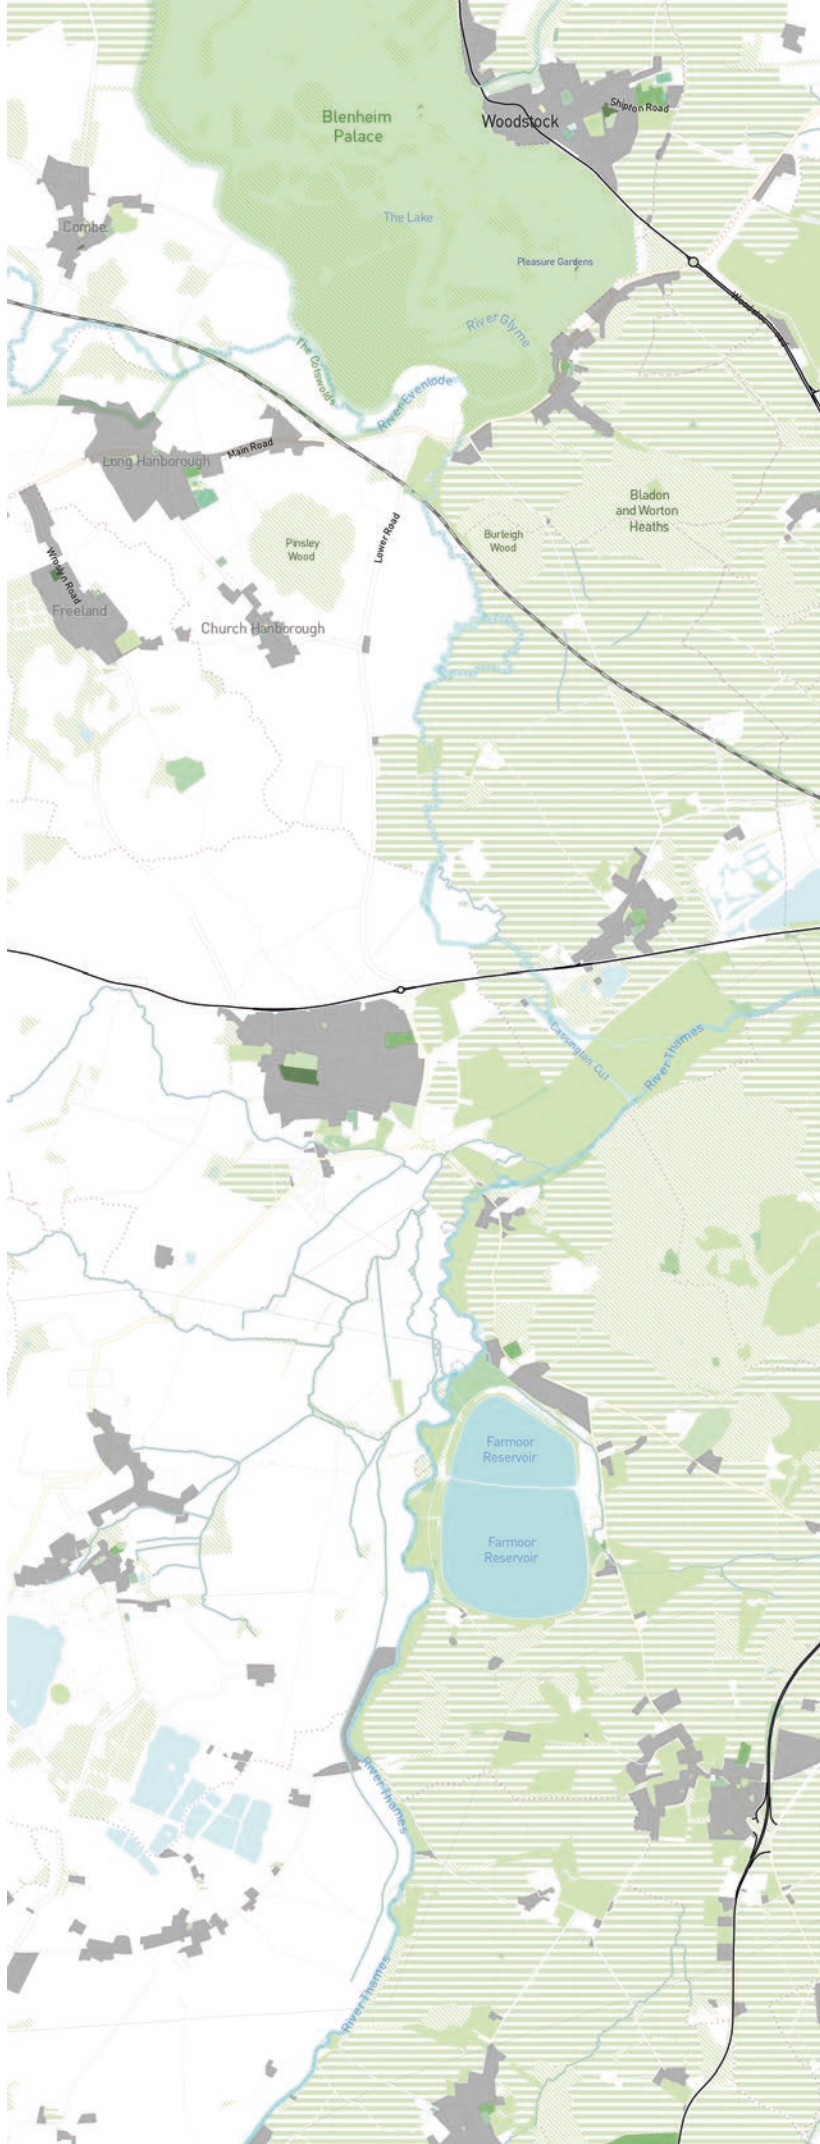 Blenheim
Palace
Woodstock
Shipton Road
Combe
The Lake
Pleasure Gardens
River Glyme
The Cotswolds
River Evenlode
Long Hanborough
Main Road
Bladon
and Worton
Heaths
Pinsley
Wood
Lower Road
Burleigh
Wood
Wroslyn Road
Freeland
Church Hanborough
Cassington Cut
River Thames
Farmoor
Reservoir
Farmoor
Reservoir
River Thames
River Thames